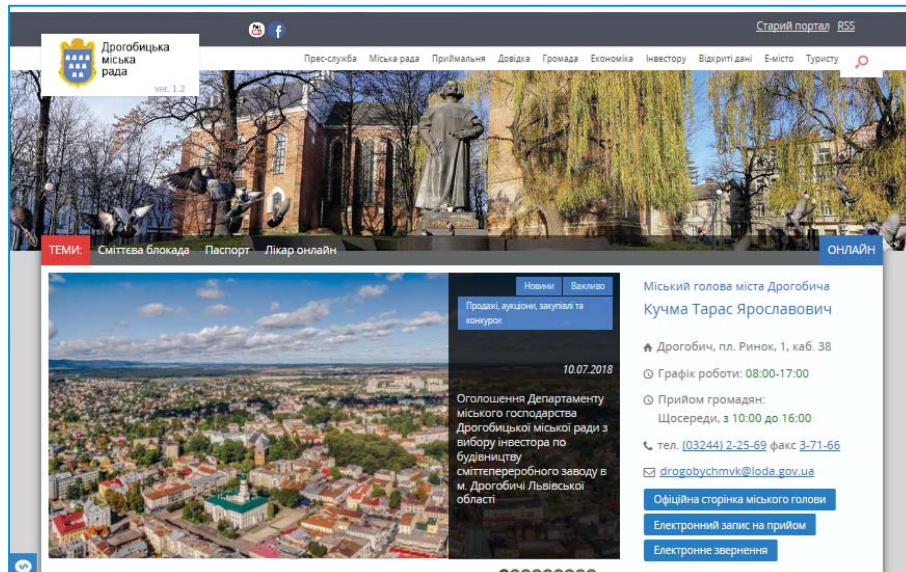 Старий портал RSS
Дрогобицька
міська
рада
ver. 1.2
Прес-служба Міська рада Приймальня Довідка Громада Економіка Інвестору Відкриті дані Е-місто Туристу
ТЕМИ: Сміттєва блокада Паспорт Лікар онлайн
ОНЛАЙН
Новини Важливо
Продажі, аукціони, закупівлі та
конкурси
10.07.2018
Оголошення Департаменту
міського господарства
Дрогобицької міської ради з
вибору інвестора по
будівництву
сміттєпереробного заводу в
м. Дрогобичі Львівської
області
Міський голова міста Дрогобича
Кучма Тарас Ярославович
Дрогобич, пл. Ринок, 1, каб. 38
Графік роботи: 08:00-17:00
Прийом громадян:
Щосереди, з 10:00 до 16:00
тел. (03244) 2-25-69 факс 3-71-66
drogobychmvk@loda.gov.ua
Офіційна сторінка міського голови
Електронний запис на прийом
Електронне звернення